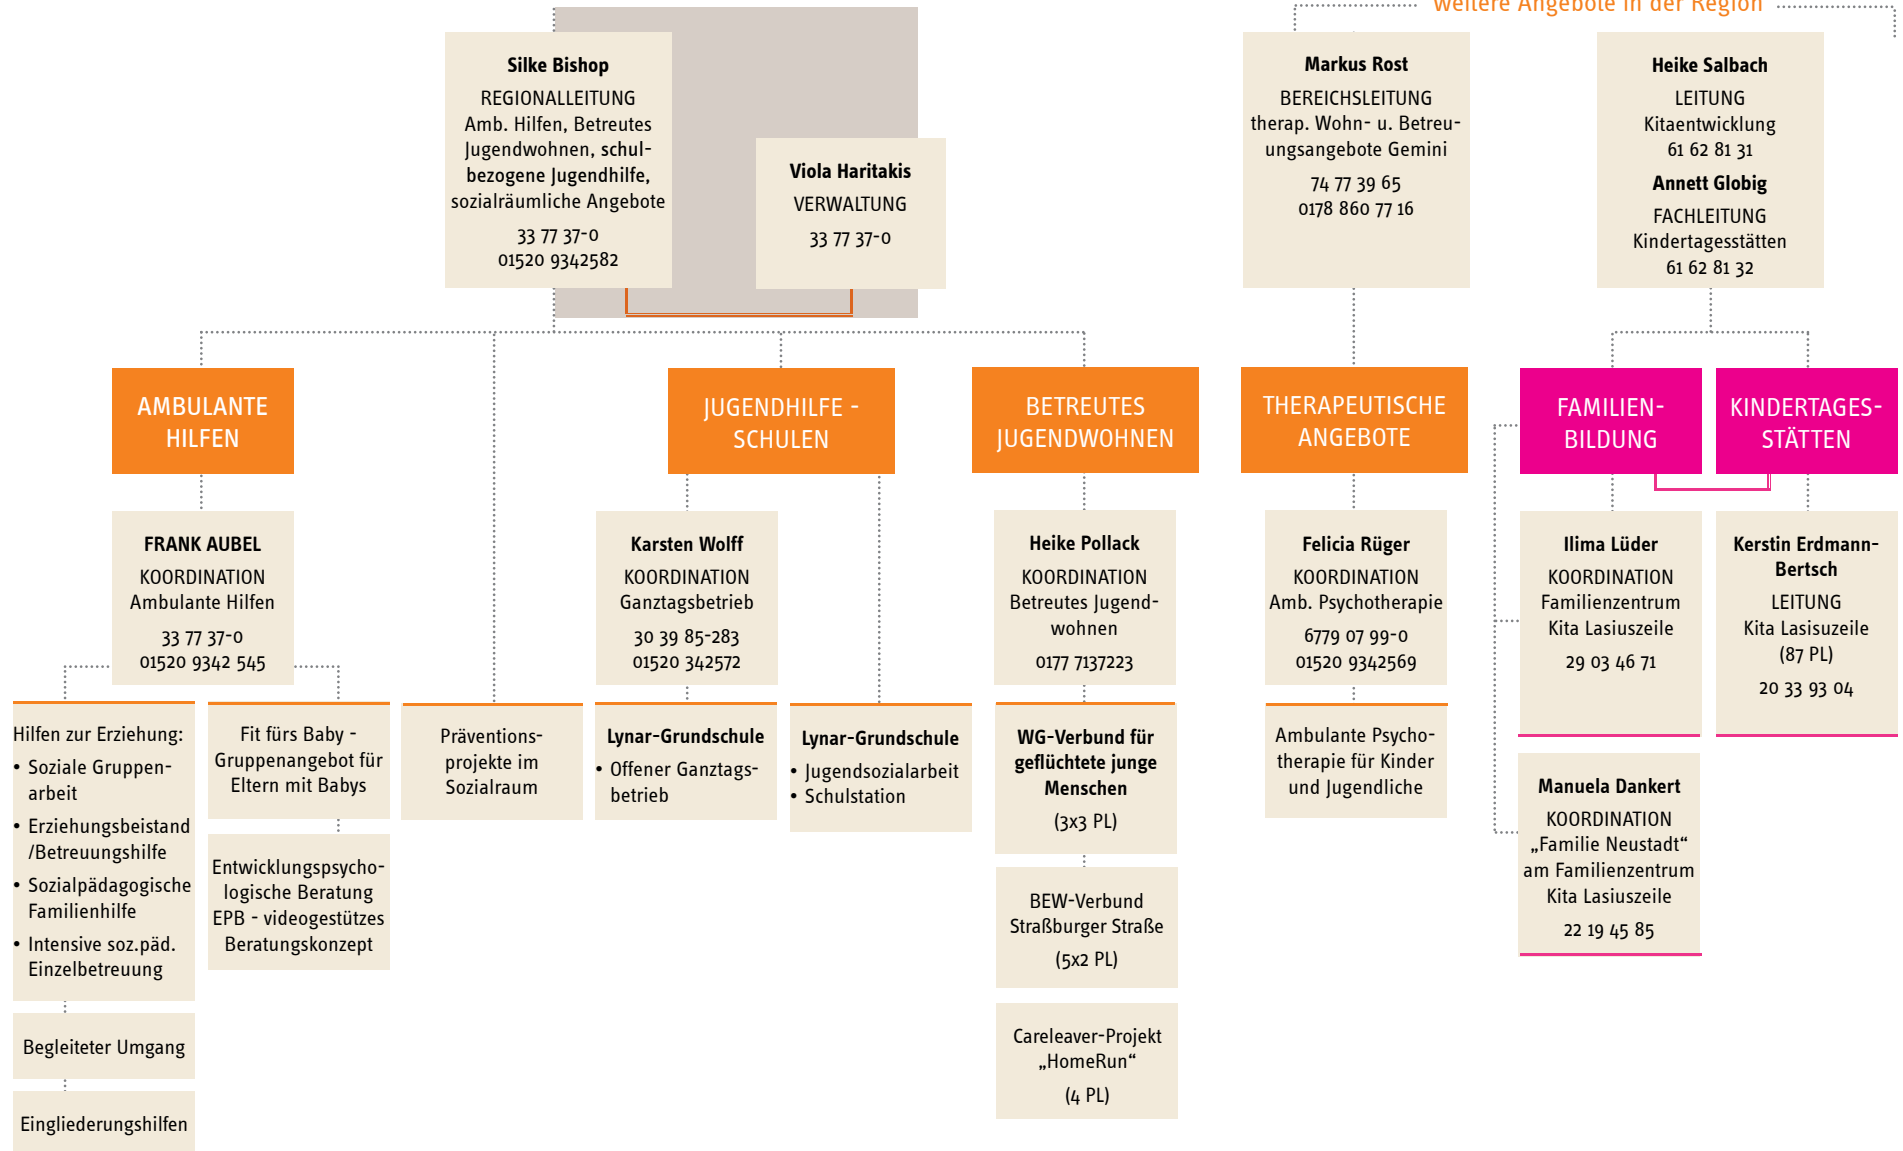 weitere Angebote in der Region
Silke Bishop
REGIONALLEITUNG
Amb. Hilfen, Betreutes
Jugendwohnen, schul-
bezogene Jugendhilfe,
sozialräumliche Angebote
33 77 37-0
01520 9342582
Viola Haritakis
VERWALTUNG
33 77 37-0
Markus Rost
BEREICHSLEITUNG
therap. Wohn- u. Betreu-
ungsangebote Gemini
74 77 39 65
0178 860 77 16
Heike Salbach
LEITUNG
Kitaentwicklung
61 62 81 31
Annett Globig
FACHLEITUNG
Kindertagesstätten
61 62 81 32
AMBULANTE
HILFEN
JUGENDHILFE -
SCHULEN
BETREUTES
JUGENDWOHNEN
THERAPEUTISCHE
ANGEBOTE
FAMILIEN-
BILDUNG
KINDERTAGES-
STÄTTEN
FRANK AUBEL
KOORDINATION
Ambulante Hilfen
33 77 37-0
01520 9342 545
Karsten Wolff
KOORDINATION
Ganztagsbetrieb
30 39 85-283
01520 342572
Heike Pollack
KOORDINATION
Betreutes Jugend-
wohnen
0177 7137223
Felicia Rüger
KOORDINATION
Amb. Psychotherapie
6779 07 99-0
01520 9342569
Ilima Lüder
KOORDINATION
Familienzentrum
Kita Lasiuszeile
29 03 46 71
Kerstin Erdmann-
Bertsch
LEITUNG
Kita Lasisuzeile
(87 PL)
20 33 93 04
Hilfen zur Erziehung:
• Soziale Gruppen-
arbeit
• Erziehungsbeistand
/Betreuungshilfe
• Sozialpädagogische
Familienhilfe
• Intensive soz.päd.
Einzelbetreuung
Begleiteter Umgang
Eingliederungshilfen
Fit fürs Baby -
Gruppenangebot für
Eltern mit Babys
Entwicklungspsycho-
logische Beratung
EPB - videogestützes
Beratungskonzept
Präventions-
projekte im
Sozialraum
Lynar-Grundschule
• Offener Ganztags-
betrieb
Lynar-Grundschule
• Jugendsozialarbeit
• Schulstation
WG-Verbund für
geflüchtete junge
Menschen
(3x3 PL)
BEW-Verbund
Straßburger Straße
(5x2 PL)
Careleaver-Projekt
„HomeRun“
(4 PL)
Ambulante Psycho-
therapie für Kinder
und Jugendliche
Manuela Dankert
KOORDINATION
„Familie Neustadt“
am Familienzentrum
Kita Lasiuszeile
22 19 45 85